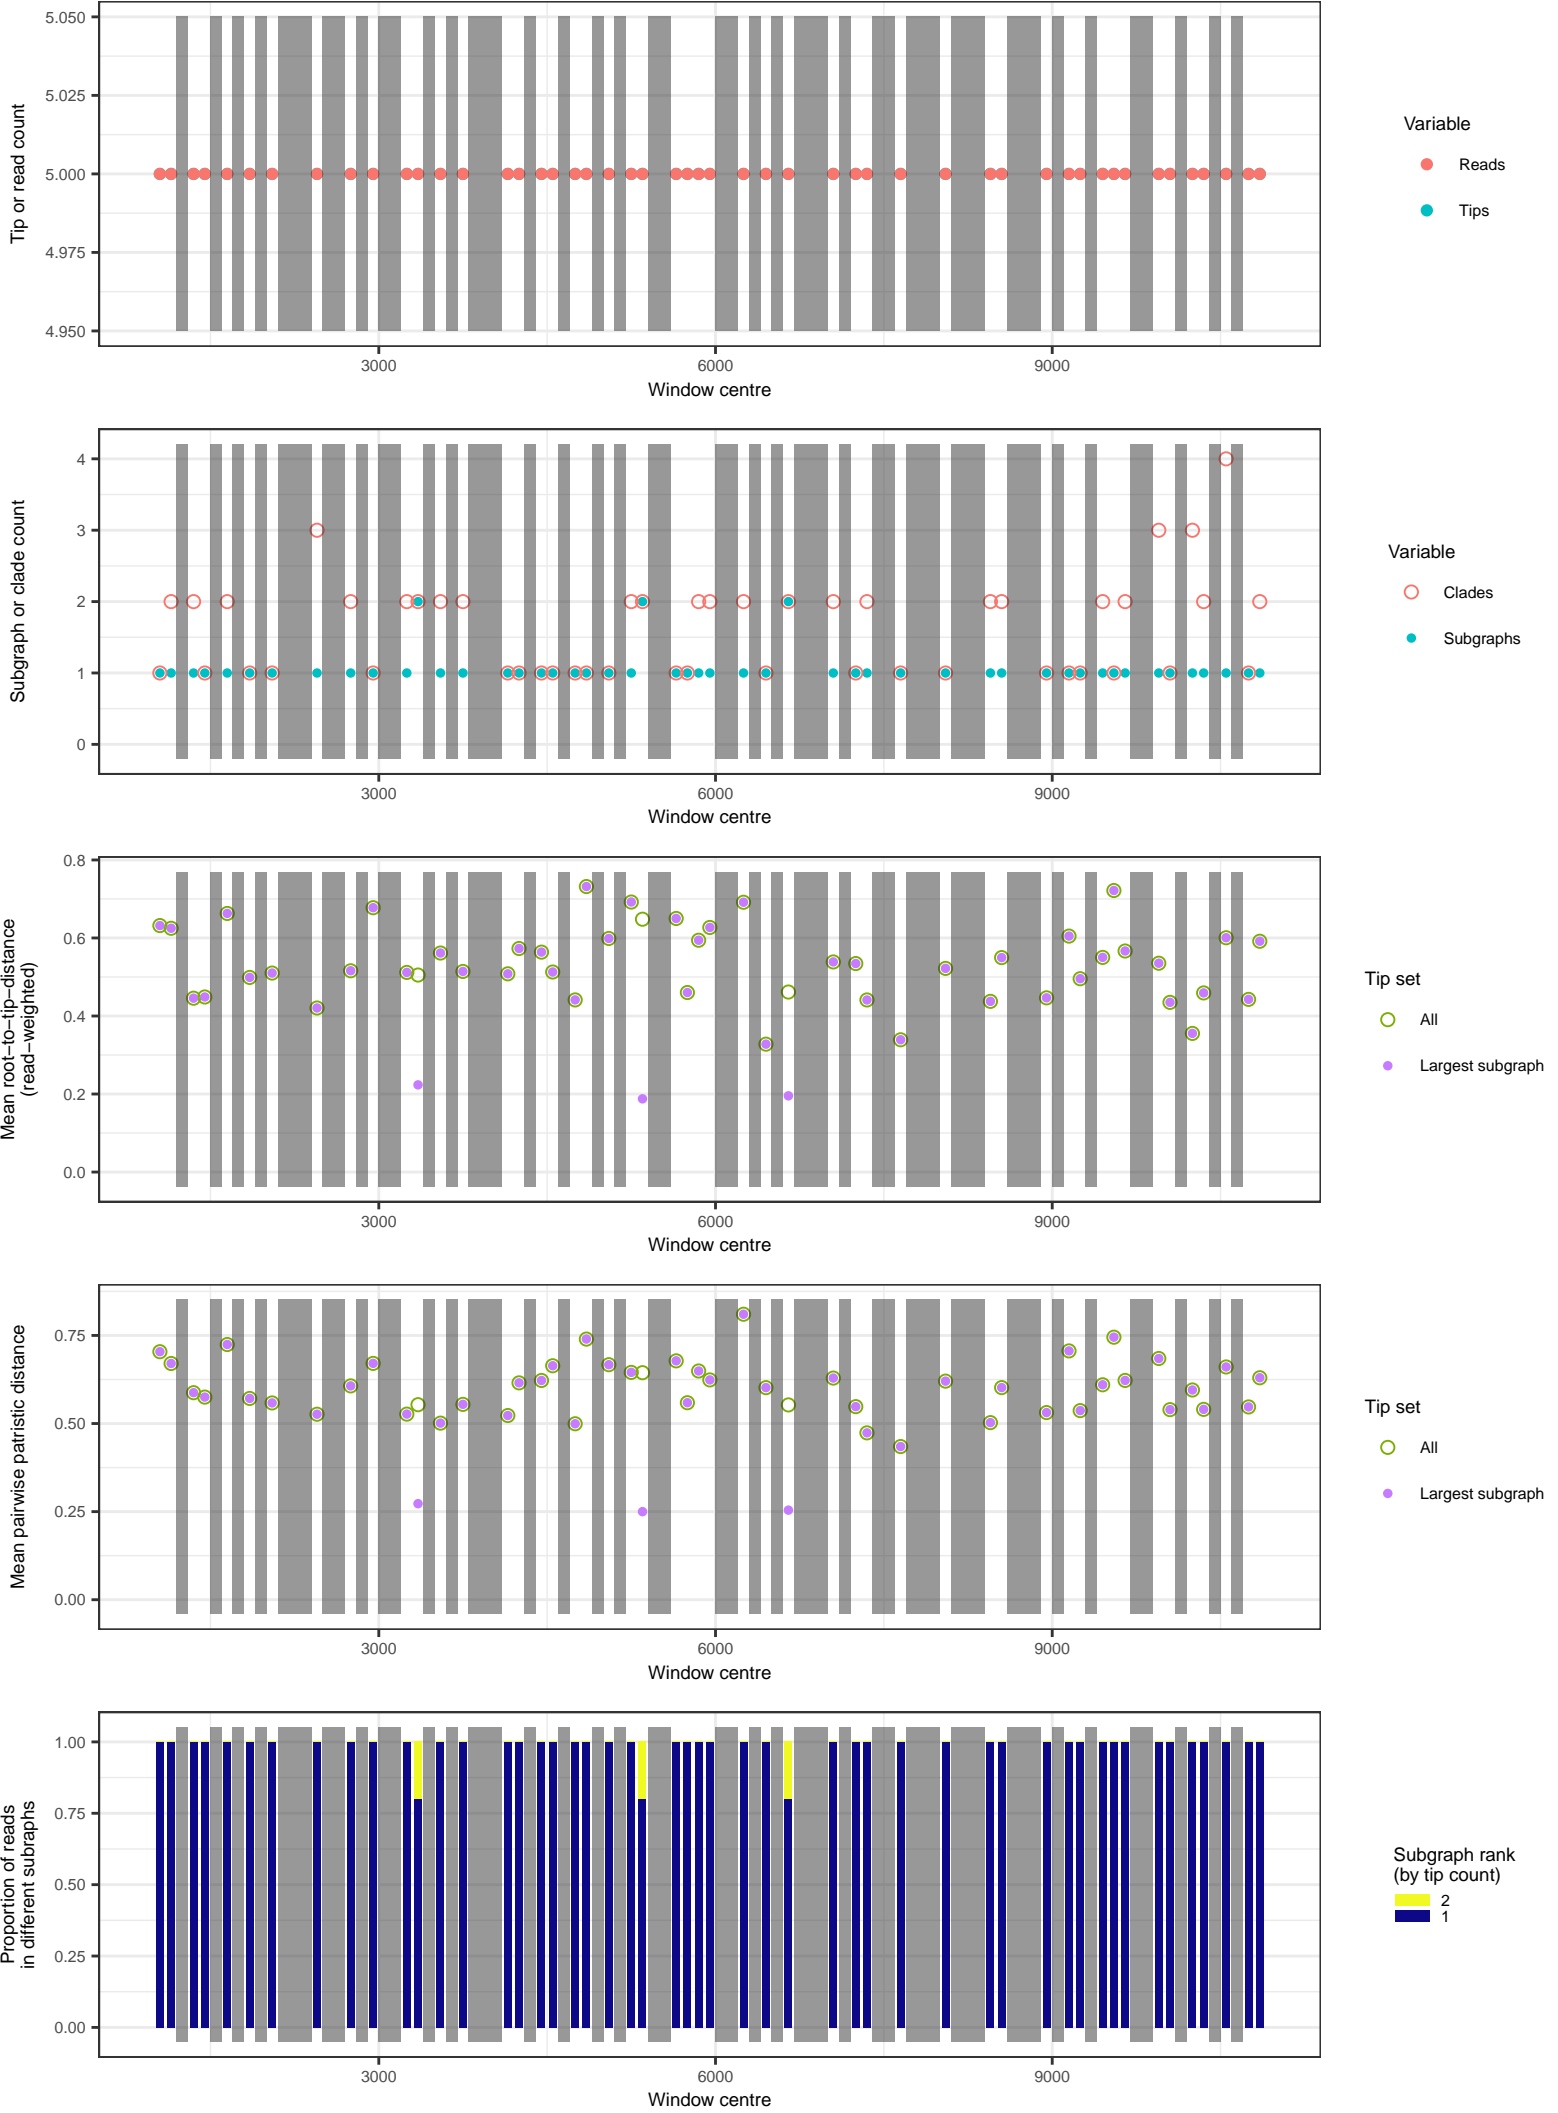 5.050
5.025
5.000
4.975
4.950
Tip or read count
3000 6000 9000
Window centre
Variable
Reads
Tips
4
3
2
1
0
Subgraph or clade count
3000 6000 9000
Window centre
Variable
Clades
Subgraphs
0.8
0.6
0.4
0.2
0.0
Mean root−to−tip−distance
(read−weighted)
3000 6000 9000
Window centre
Tip set
All
Largest subgraph
0.75
0.50
0.25
0.00
Mean pairwise patristic distance
3000 6000 9000
Window centre
Tip set
All
Largest subgraph
1.00
0.75
0.50
0.25
0.00
Proportion of reads
in different subraphs
3000 6000 9000
Window centre
Subgraph rank
(by tip count)
2
1